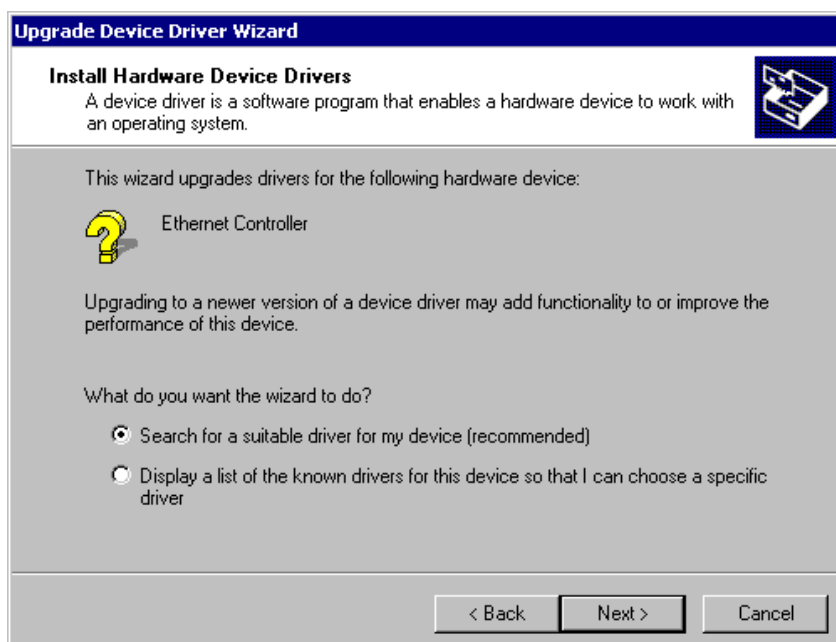 Upgrade Device Driver Wizard
Install Hardware Device Drivers
A device driver is a software program that enables a hardware device to work with
an operating system.
This wizard upgrades drivers for the following hardware device:
Ethernet Controller
Upgrading to a newer version of a device driver may add functionality to or improve the
performance of this device.
What do you want the wizard to do?
Search for a suitable driver for my device (recommended)
Display a list of the known drivers for this device so that I can choose a specific
driver
< Back Next > Cancel